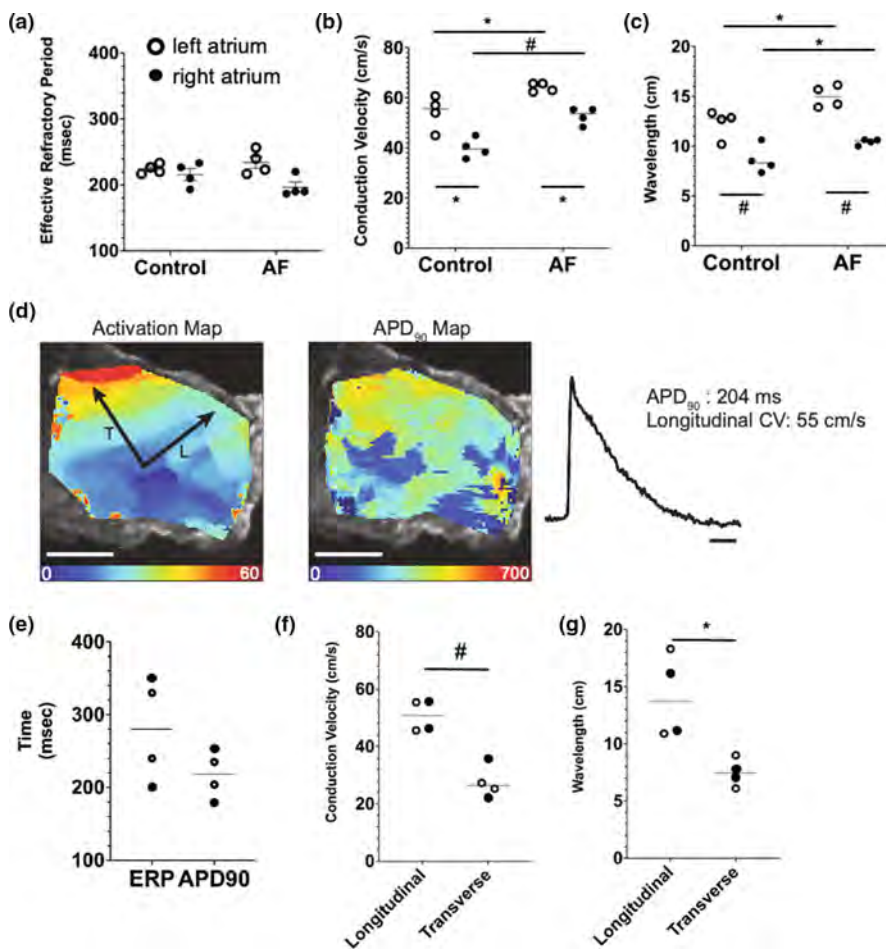 (a)
left atrium
right atrium
Effective Refractory Period
(msec)
400
300
200
100
Control
AF
(b)
*
#
Conduction Velocity (cm/s)
80
60
40
20
0
*
*
Control
AF
(c)
*
*
Wavelength (cm)
20
15
10
5
0
#
#
Control
AF
(d)
Activation Map
T
L
0
60
APD90 Map
0
700
APD90 : 204 ms
Longitudinal CV: 55 cm/s
(e)
Time
(msec)
400
300
200
100
ERP
APD90
(f)
#
Conduction Velocity (cm/s)
80
60
40
20
0
Longitudinal
Transverse
(g)
*
Wavelength (cm)
20
15
10
5
0
Longitudinal
Transverse